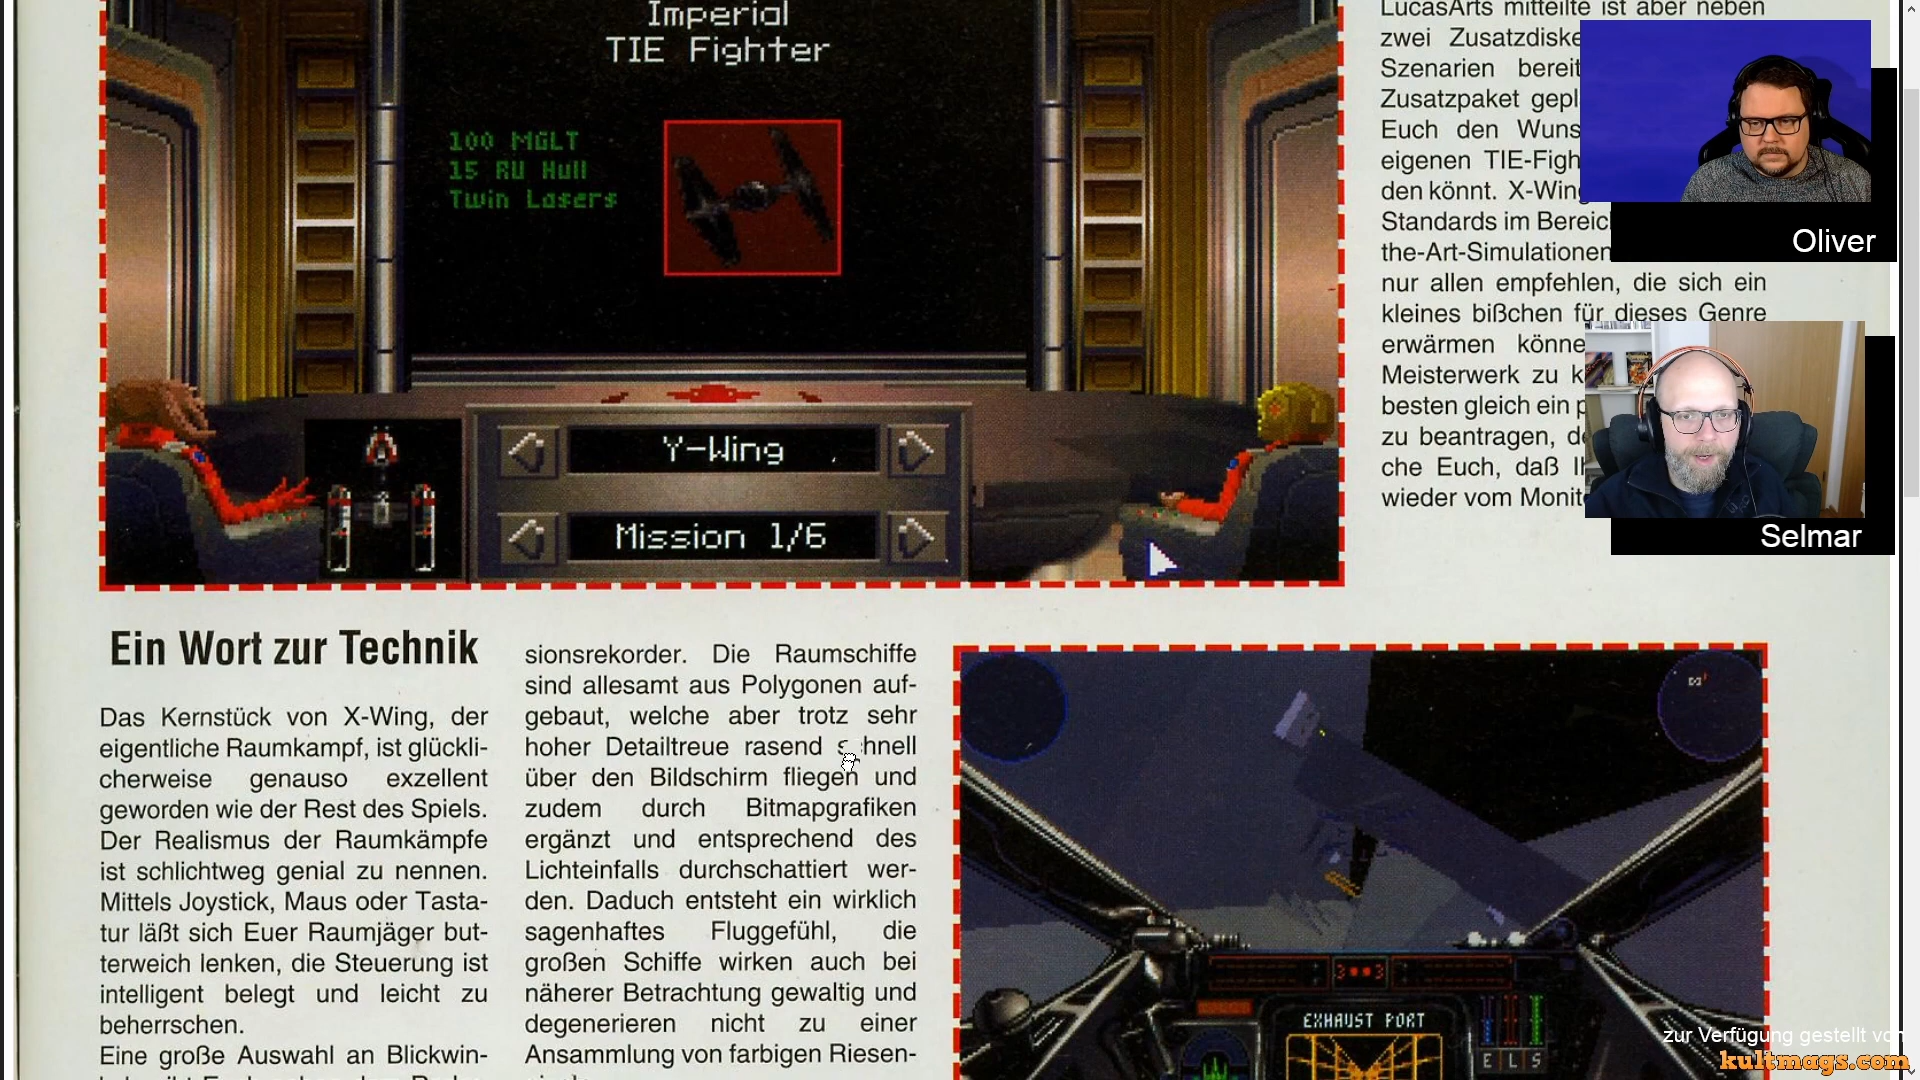 Imperial
TIE Fighter
100 MGLT
15 RU Hull
Twin Lasers
Y-Wing
Mission 1/6
LucasArts mitteilte ist aber neben
zwei Zusatzdiske
Szenarien bereit
Zusatzpaket gepl
Euch den Wuns
eigenen TIE-Figh
den könnt. X-Wing
Standards im Bereich
the-Art-Simulationen
nur allen empfehlen, die sich ein
kleines bißchen für dieses Genre
erwärmen könne
Meisterwerk zu k
besten gleich ein p
zu beantragen, de
che Euch, daß Ih
wieder vom Monito
Oliver
Selmar
Ein Wort zur Technik
Das Kernstück von X-Wing, der
eigentliche Raumkampf, ist glückli-
cherweise genauso exzellent
geworden wie der Rest des Spiels.
Der Realismus der Raumkämpfe
ist schlichtweg genial zu nennen.
Mittels Joystick, Maus oder Tasta-
tur läßt sich Euer Raumjäger but-
terweich lenken, die Steuerung ist
intelligent belegt und leicht zu
beherrschen.
Eine große Auswahl an Blickwin-
sionsrekorder. Die Raumschiffe
sind allesamt aus Polygonen auf-
gebaut, welche aber trotz sehr
hoher Detailtreue rasend schnell
über den Bildschirm fliegen und
zudem durch Bitmapgrafiken
ergänzt und entsprechend des
Lichteinfalls durchschattiert wer-
den. Daduch entsteht ein wirklich
sagenhaftes Fluggefühl, die
großen Schiffe wirken auch bei
näherer Betrachtung gewaltig und
degenerieren nicht zu einer
Ansammlung von farbigen Riesen-
EXHAUST PORT
E L S
zur Verfügung gestellt von
kultmags.com